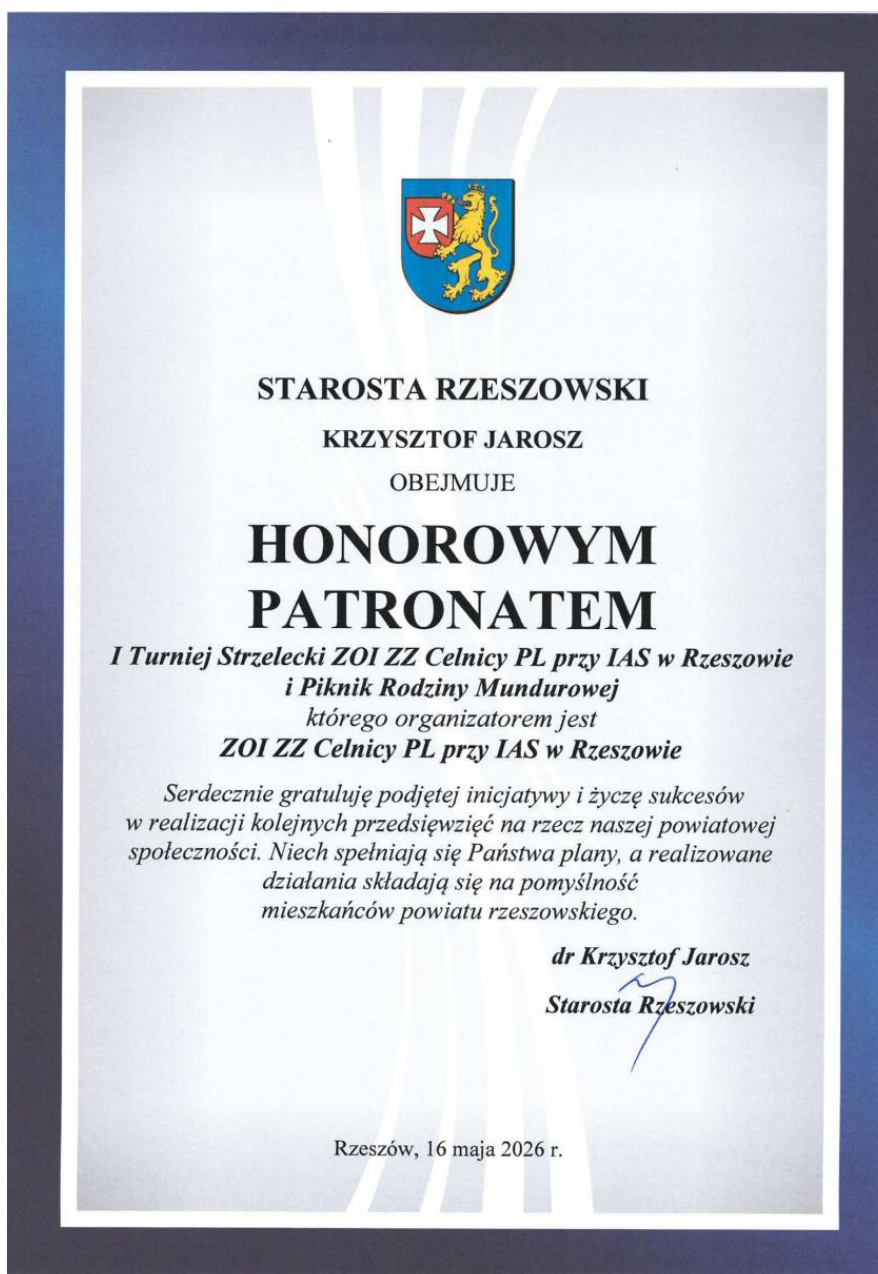 STAROSTA RZESZOWSKI
KRZYSZTOF JAROSZ
OBEJMUJE
HONOROWYM
PATRONATEM
I Turniej Strzelecki ZOI ZZ Celnicy PL przy IAS w Rzeszowie
i Piknik Rodziny Mundurowej
którego organizatorem jest
ZOI ZZ Celnicy PL przy IAS w Rzeszowie
Serdecznie gratuluję podjętej inicjatywy i życzę sukcesów
w realizacji kolejnych przedsięwzięć na rzecz naszej powiatowej
społeczności. Niech spełniają się Państwa plany, a realizowane
działania składają się na pomyślność
mieszkańców powiatu rzeszowskiego.
dr Krzysztof Jarosz
Starosta Rzeszowski
Rzeszów, 16 maja 2026 r.